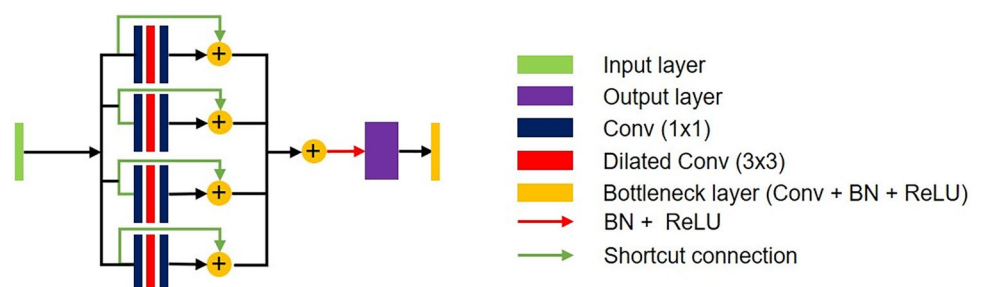 Input layer
Output layer
Conv (1x1)
Dilated Conv (3x3)
Bottleneck layer (Conv + BN + ReLU)
BN + ReLU
Shortcut connection
+
+
+
+
+